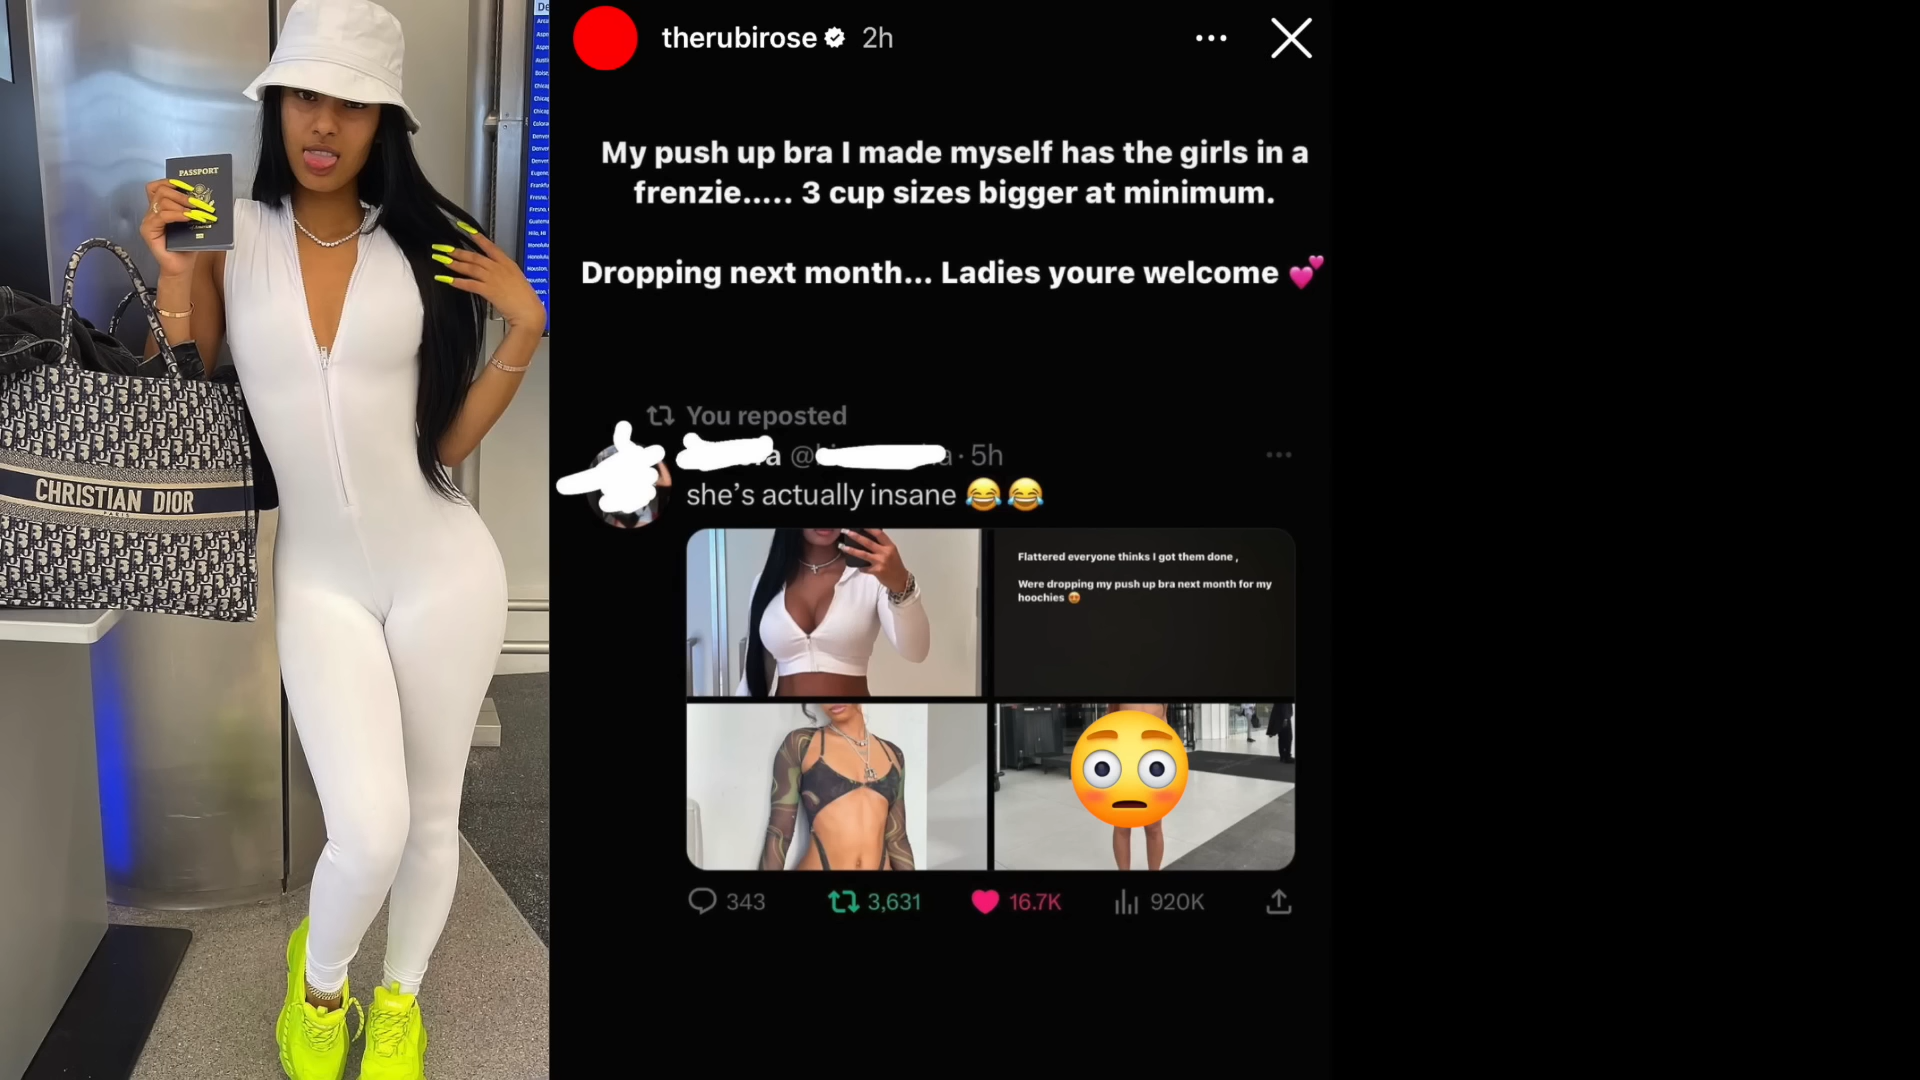 PASSPORT
CHRISTIAN DIOR
PARIS
therubirose 2h
My push up bra I made myself has the girls in a
frenzie..... 3 cup sizes bigger at minimum.
Dropping next month... Ladies youre welcome 💕
You reposted
a @ a · 5h
she’s actually insane 😂😂
Flattered everyone thinks I got them done ,
Were dropping my push up bra next month for my
hoochies 😍
343 3,631 16.7K 920K